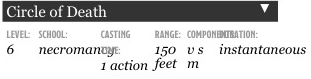 Circle of Death ▼
LEVEL: SCHOOL: CASTING TIME: RANGE: COMPONENTS: DURATION:
6 necromancy 1 action 150 feet v s m instantaneous